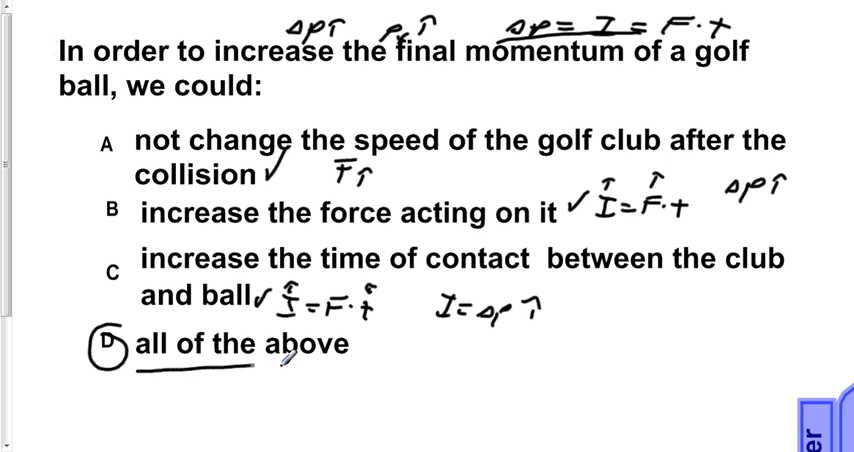 Δp↑ pf↑ Δp = I = F·t
In order to increase the final momentum of a golf
ball, we could:
A not change the speed of the golf club after the
collision ✓ F↑
B increase the force acting on it ✓ I↑ = F↑·t Δp↑
C increase the time of contact between the club
and ball ✓ I↑ = F·t↑ I = Δp↑
D all of the above
er